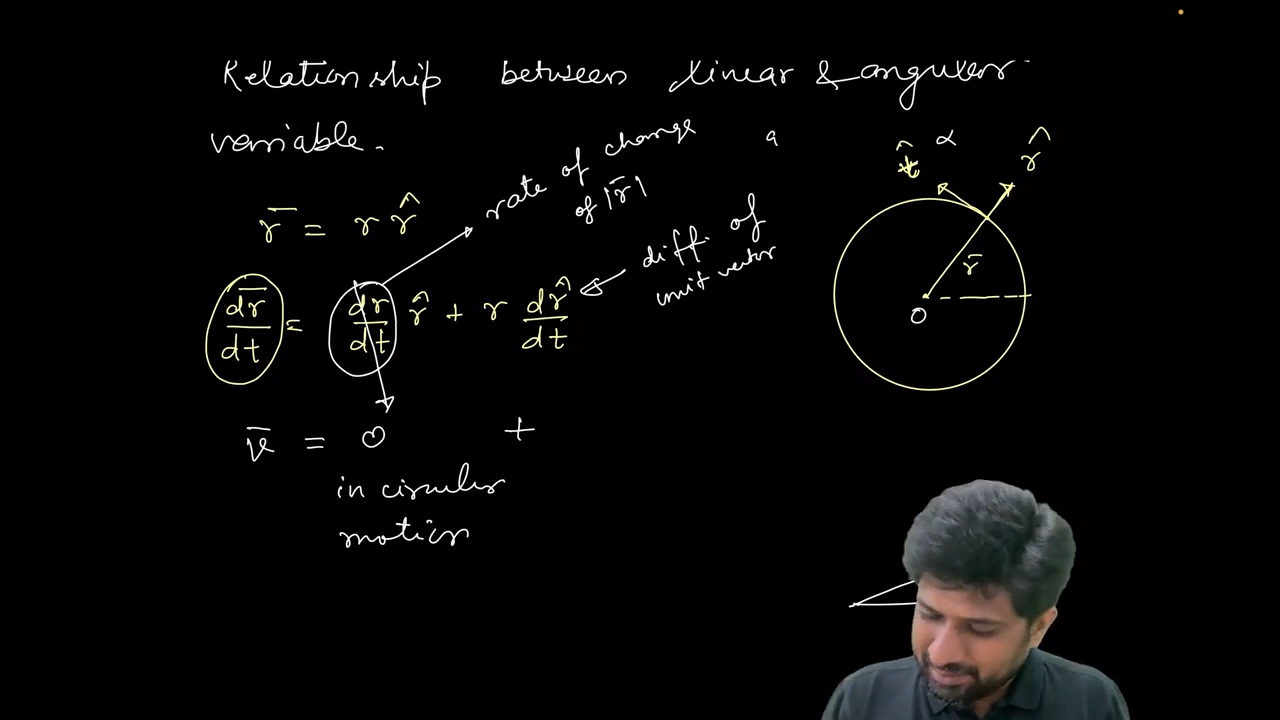 Relationship between linear & angular
variable.
r̄ = r r̂
rate of change
of |r̄|
dr̄/dt = dr/dt r̂ + r dr̂/dt
diff. of
unit vector
v̄ = 0 +
in circular
motion
a
t̂ α r̂
r̄
O